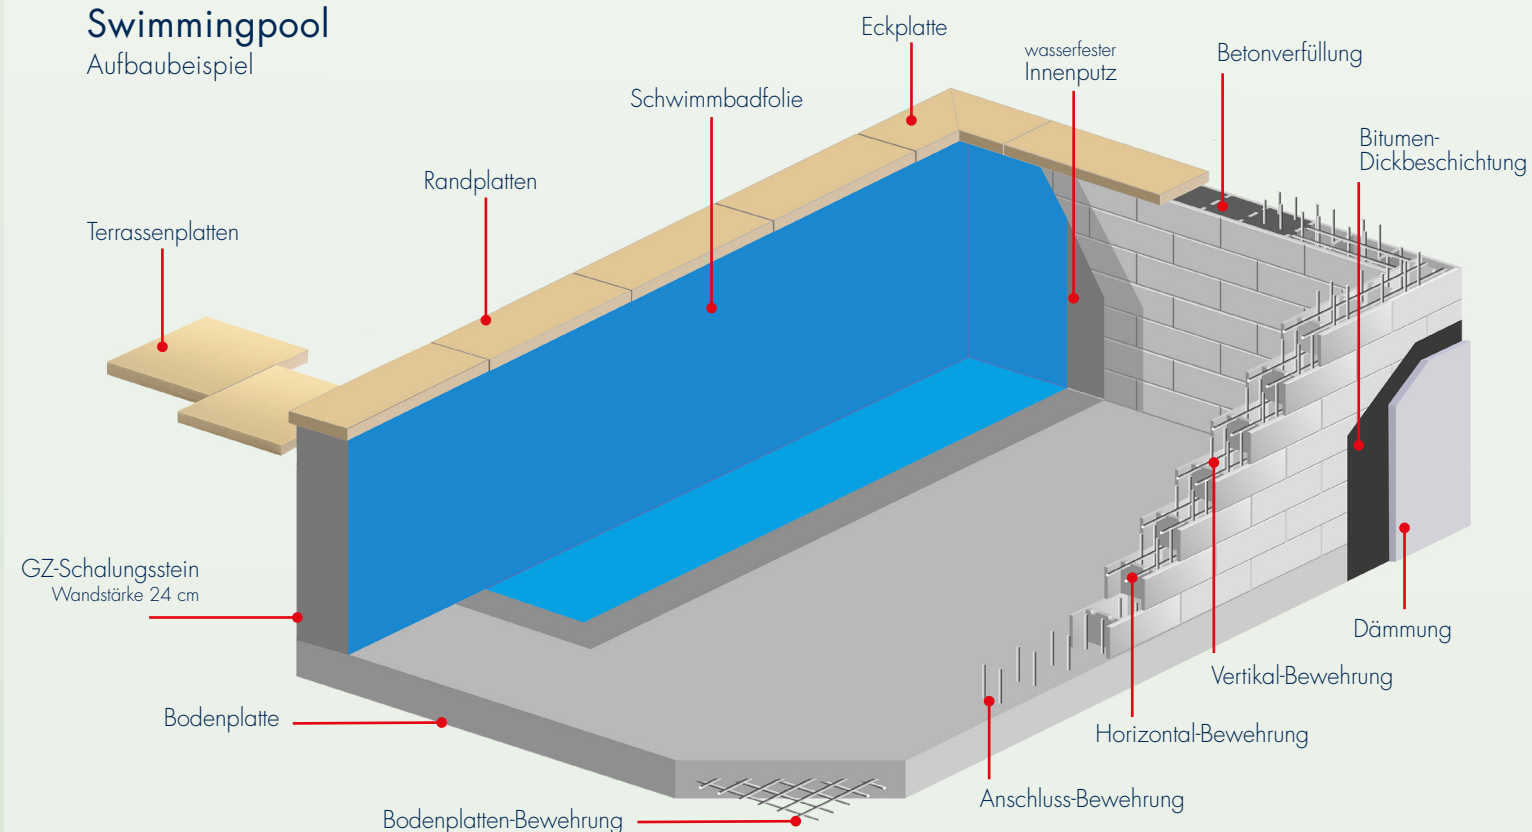 Swimmingpool
Aufbaubeispiel
Eckplatte
wasserfester
Innenputz
Betonverfüllung
Schwimmbadfolie
Bitumen-
Dickbeschichtung
Randplatten
Terrassenplatten
GZ-Schalungsstein
Wandstärke 24 cm
Dämmung
Vertikal-Bewehrung
Bodenplatte
Horizontal-Bewehrung
Anschluss-Bewehrung
Bodenplatten-Bewehrung